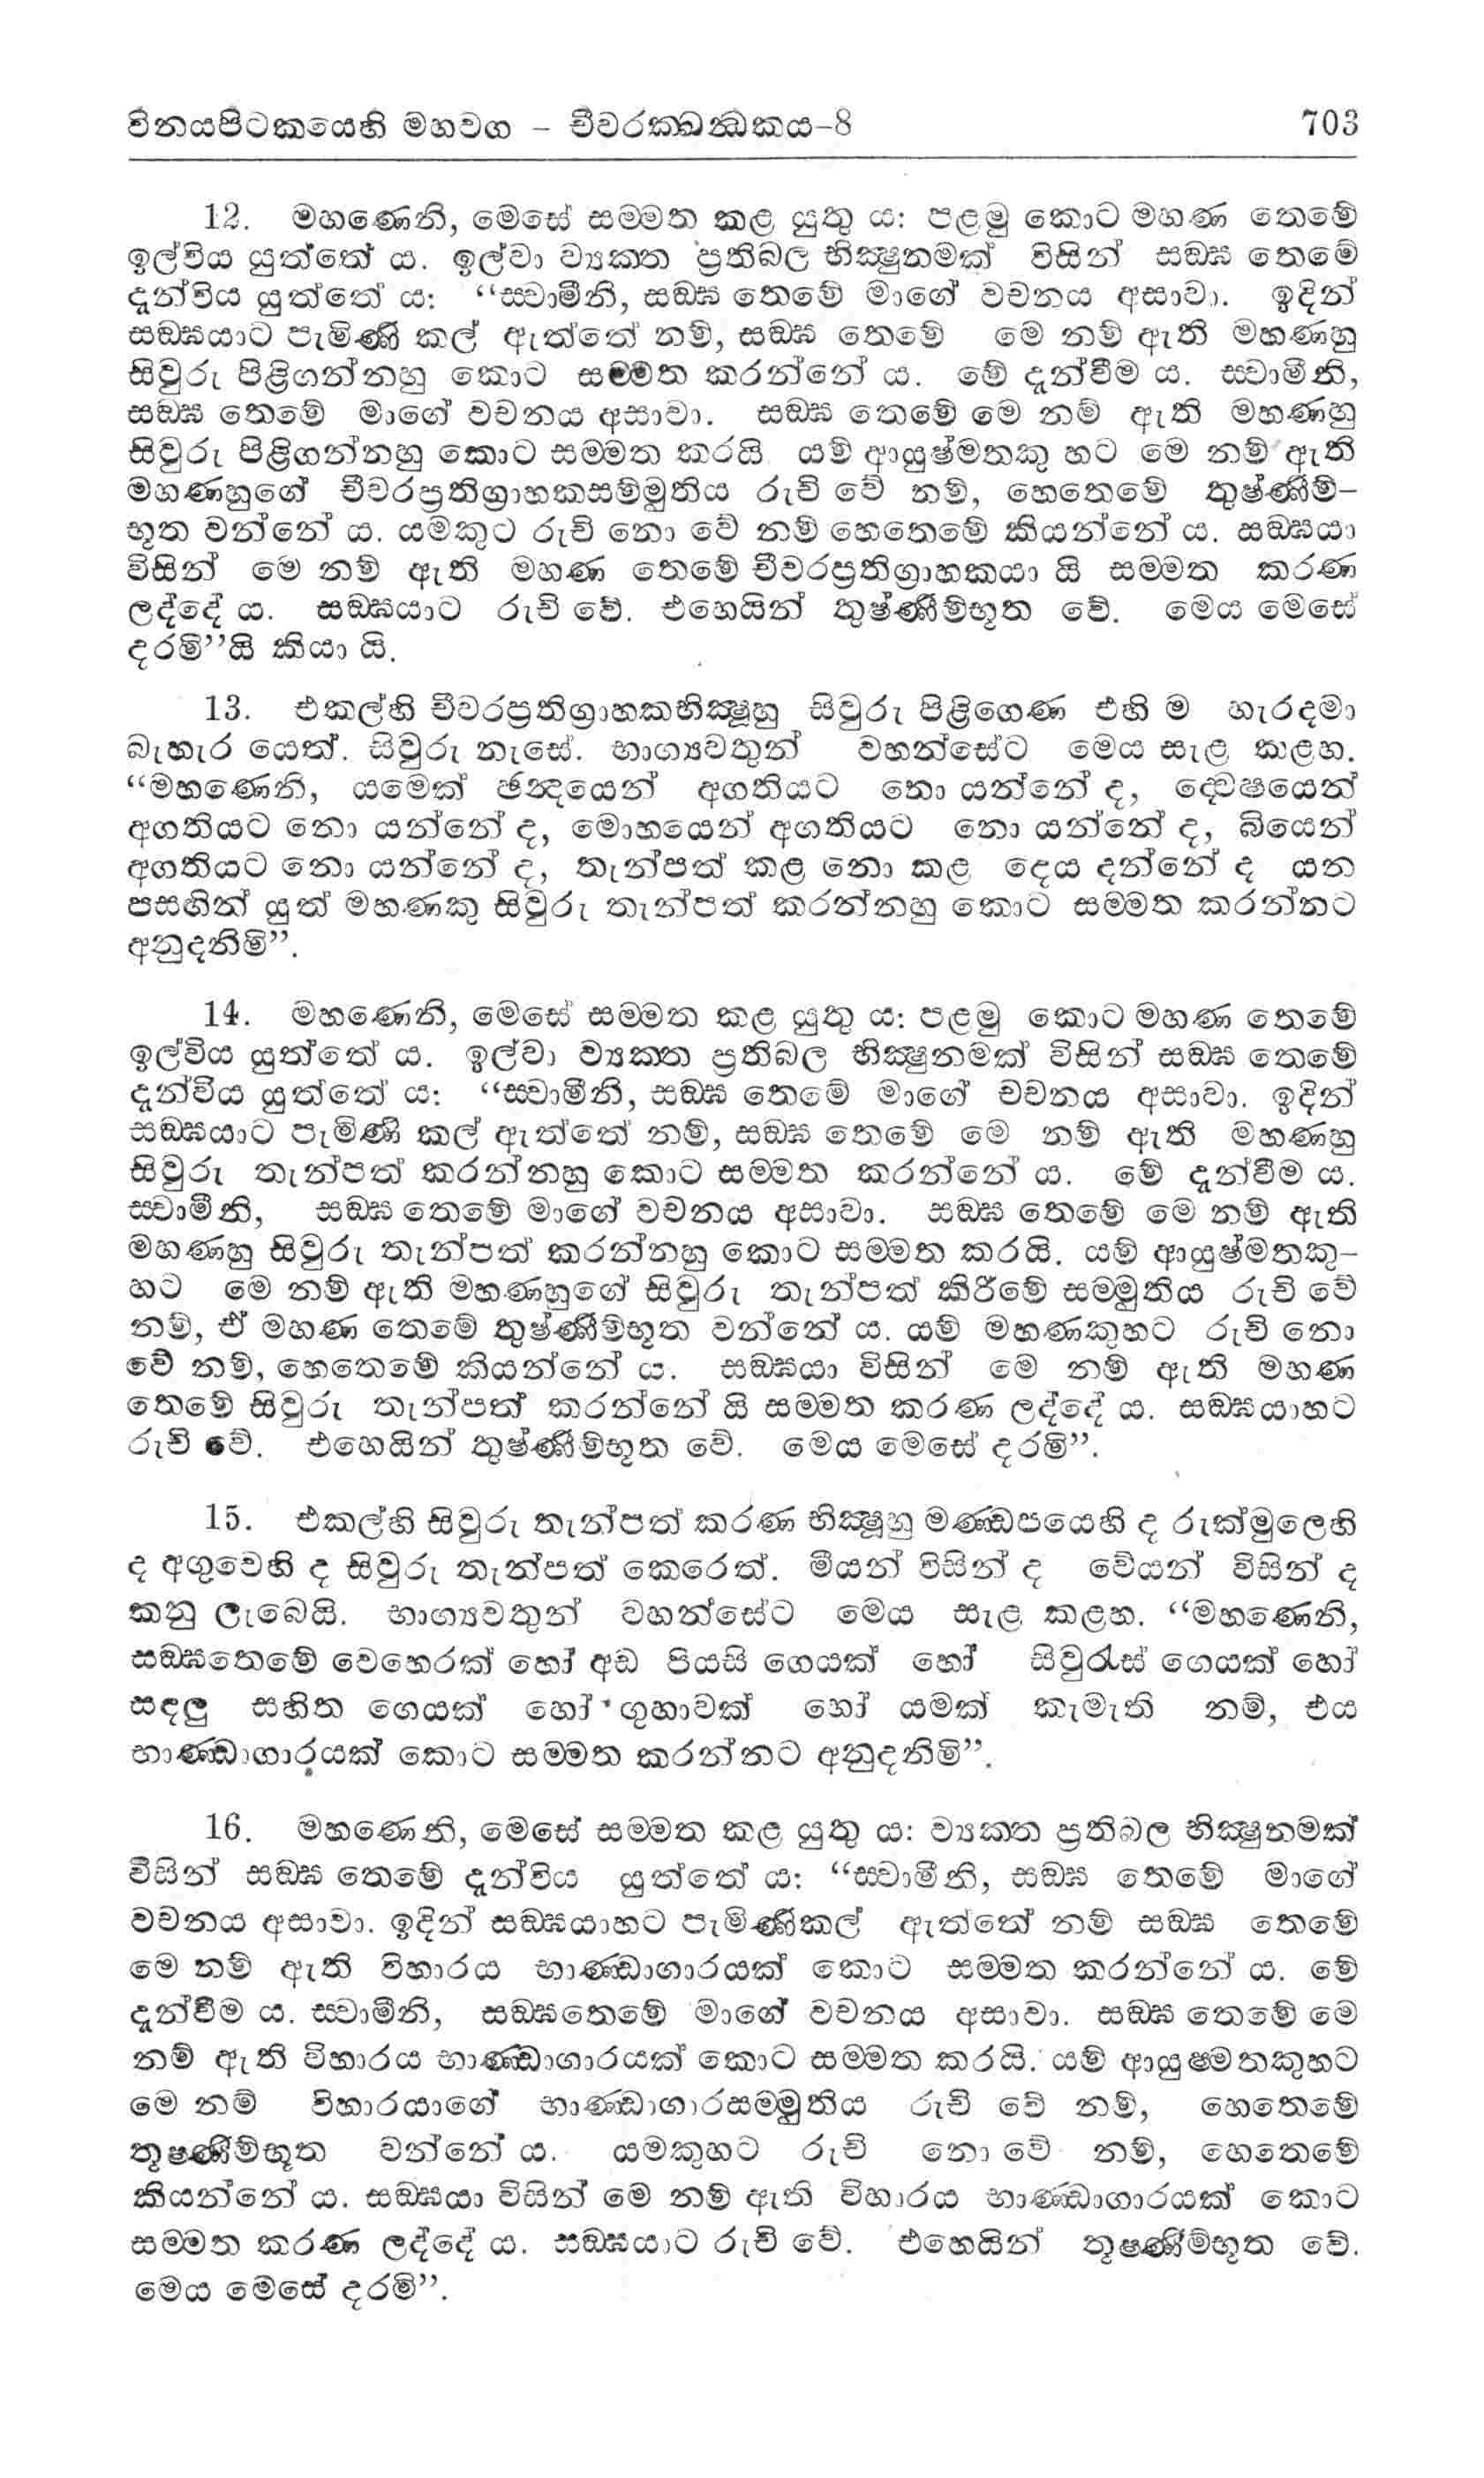 විනයපිටකයෙහි මහවග – චීවරක්ඛන්ධකය–8 703
12. මහණෙනි, මෙසේ සම්මත කළ යුතු ය: පළමු කොට මහණ තෙමේ
ඉල්විය යුත්තේ ය. ඉල්වා ව්‍යක්ත ප්‍රතිබල භික්‍ෂුනමක් විසින් සඞ්ඝ තෙමේ
දැන්විය යුත්තේ ය: “ස්වාමීනි, සඞ්ඝ තෙමේ මාගේ වචනය අසාවා. ඉදින්
සඞ්ඝයාට පැමිණි කල් ඇත්තේ නම්, සඞ්ඝ තෙමේ මේ නම් ඇති මහණහු
සිවුරු පිළිගන්නහු කොට සම්මත කරන්නේ ය. මේ දැන්වීම ය. ස්වාමීනි,
සඞ්ඝ තෙමේ මාගේ වචනය අසාවා. සඞ්ඝ තෙමේ මෙ නම් ඇති මහණහු
සිවුරු පිළිගන්නහු කොට සම්මත කරයි. යම් ආයුෂ්මතකු හට මෙ නම් ඇති
මහණහුගේ චීවරප්‍රතිග්‍රාහකසම්මුතිය රුචි වේ නම්, හෙතෙමේ තුෂ්ණීම්–
භූත වන්නේ ය. යමකුට රුචි නො වේ නම් හෙතෙමේ කියන්නේ ය. සඞ්ඝයා
විසින් මෙ නම් ඇති මහණ තෙමේ චීවරප්‍රතිග්‍රාහකයා යි සම්මත කරණ
ලද්දේ ය. සඞ්ඝයාට රුචි වේ. එහෙයින් තුෂ්ණීම්භූත වේ. මෙය මෙසේ
දරමි”යි කියා යි.
13. එකල්හි චීවරප්‍රතිග්‍රාහකභික්‍ෂූහු සිවුරු පිළිගෙණ එහි ම හැරදමා
බැහැර යෙත්. සිවුරු නැසේ. භාග්‍යවතුන් වහන්සේට මෙය සැළ කළහ.
“මහණෙනි, යමෙක් ඡන්දයෙන් අගතියට නො යන්නේ ද, ද්වේෂයෙන්
අගතියට නො යන්නේ ද, මොහයෙන් අගතියට නො යන්නේ ද, බියෙන්
අගතියට නො යන්නේ ද, තැන්පත් කළ නො කළ දෙය දන්නේ ද යන
පසඟින් යුත් මහණකු සිවුරු තැන්පත් කරන්නහු කොට සම්මත කරන්නට
අනුදනිමි”.
14. මහණෙනි, මෙසේ සම්මත කළ යුතු ය: පළමු කොට මහණ තෙමේ
ඉල්විය යුත්තේ ය. ඉල්වා ව්‍යක්ත ප්‍රතිබල භික්‍ෂුනමක් විසින් සඞ්ඝ තෙමේ
දැන්විය යුත්තේ ය: “ස්වාමීනි, සඞ්ඝ තෙමේ මාගේ වචනය අසාවා. ඉදින්
සඞ්ඝයාට පැමිණි කල් ඇත්තේ නම්, සඞ්ඝ තෙමේ මෙ නම් ඇති මහණහු
සිවුරු තැන්පත් කරන්නහු කොට සම්මත කරන්නේ ය. මේ දැන්වීම ය.
ස්වාමීනි, සඞ්ඝ තෙමේ මාගේ වචනය අසාවා. සඞ්ඝ තෙමේ මෙ නම් ඇති
මහණහු සිවුරු තැන්පත් කරන්නහු කොට සම්මත කරයි. යම් ආයුෂ්මතකු–
හට මෙ නම් ඇති මහණහුගේ සිවුරු තැන්පත් කිරීමේ සම්මුතිය රුචි වේ
නම්, ඒ මහණ තෙමේ තුෂ්ණීම්භූත වන්නේ ය. යම් මහණකුහට රුචි නො
වේ නම්, හෙතෙමේ කියන්නේ ය. සඞ්ඝයා විසින් මෙ නම් ඇති මහණ
තෙමේ සිවුරු තැන්පත් කරන්නේ යි සම්මත කරණ ලද්දේ ය. සඞ්ඝයාහට
රුචි වේ. එහෙයින් තුෂ්ණීම්භූත වේ. මෙය මෙසේ දරමි”.
15. එකල්හි සිවුරු තැන්පත් කරණ භික්‍ෂූහු මණ්ඩපයෙහි ද රුක්මුලෙහි
ද අගුවෙහි ද සිවුරු තැන්පත් කෙරෙත්. මීයන් විසින් ද වේයන් විසින් ද
කනු ලැබෙයි. භාග්‍යවතුන් වහන්සේට මෙය සැළ කළහ. “මහණෙනි,
සඞ්ඝතෙමේ වෙහෙරක් හෝ අඩ පියසි ගෙයක් හෝ සිවුරැස් ගෙයක් හෝ
සඳලු සහිත ගෙයක් හෝ ගුහාවක් හෝ යමක් කැමැති නම්, එය
භාණ්ඩාගාරයක් කොට සම්මත කරන්නට අනුදනිමි”.
16. මහණෙනි, මෙසේ සම්මත කළ යුතු ය: ව්‍යක්ත ප්‍රතිබල භික්‍ෂුනමක්
විසින් සඞ්ඝ තෙමේ දැන්විය යුත්තේ ය: “ස්වාමීනි, සඞ්ඝ තෙමේ මාගේ
වචනය අසාවා. ඉදින් සඞ්ඝයාහට පැමිණිකල් ඇත්තේ නම් සඞ්ඝ තෙමේ
මෙ නම් ඇති විහාරය භාණ්ඩාගාරයක් කොට සම්මත කරන්නේ ය. මේ
දැන්වීම ය. ස්වාමීනි, සඞ්ඝතෙමේ මාගේ වචනය අසාවා. සඞ්ඝ තෙමේ මෙ
නම් ඇති විහාරය භාණ්ඩාගාරයක් කොට සම්මත කරයි. යම් ආයුෂ්මතකුහට
මෙ නම් විහාරයාගේ භාණ්ඩාගාරසම්මුතිය රුචි වේ නම්, හෙතෙමේ
තූෂ්ණීම්භූත වන්නේ ය. යමකුහට රුචි නො වේ නම්, හෙතෙමේ
කියන්නේ ය. සඞ්ඝයා විසින් මෙ නම් ඇති විහාරය භාණ්ඩාගාරයක් කොට
සම්මත කරණ ලද්දේ ය. සඞ්ඝයාට රුචි වේ. එහෙයින් තූෂ්ණීම්භූත වේ.
මෙය මෙසේ දරමි”.